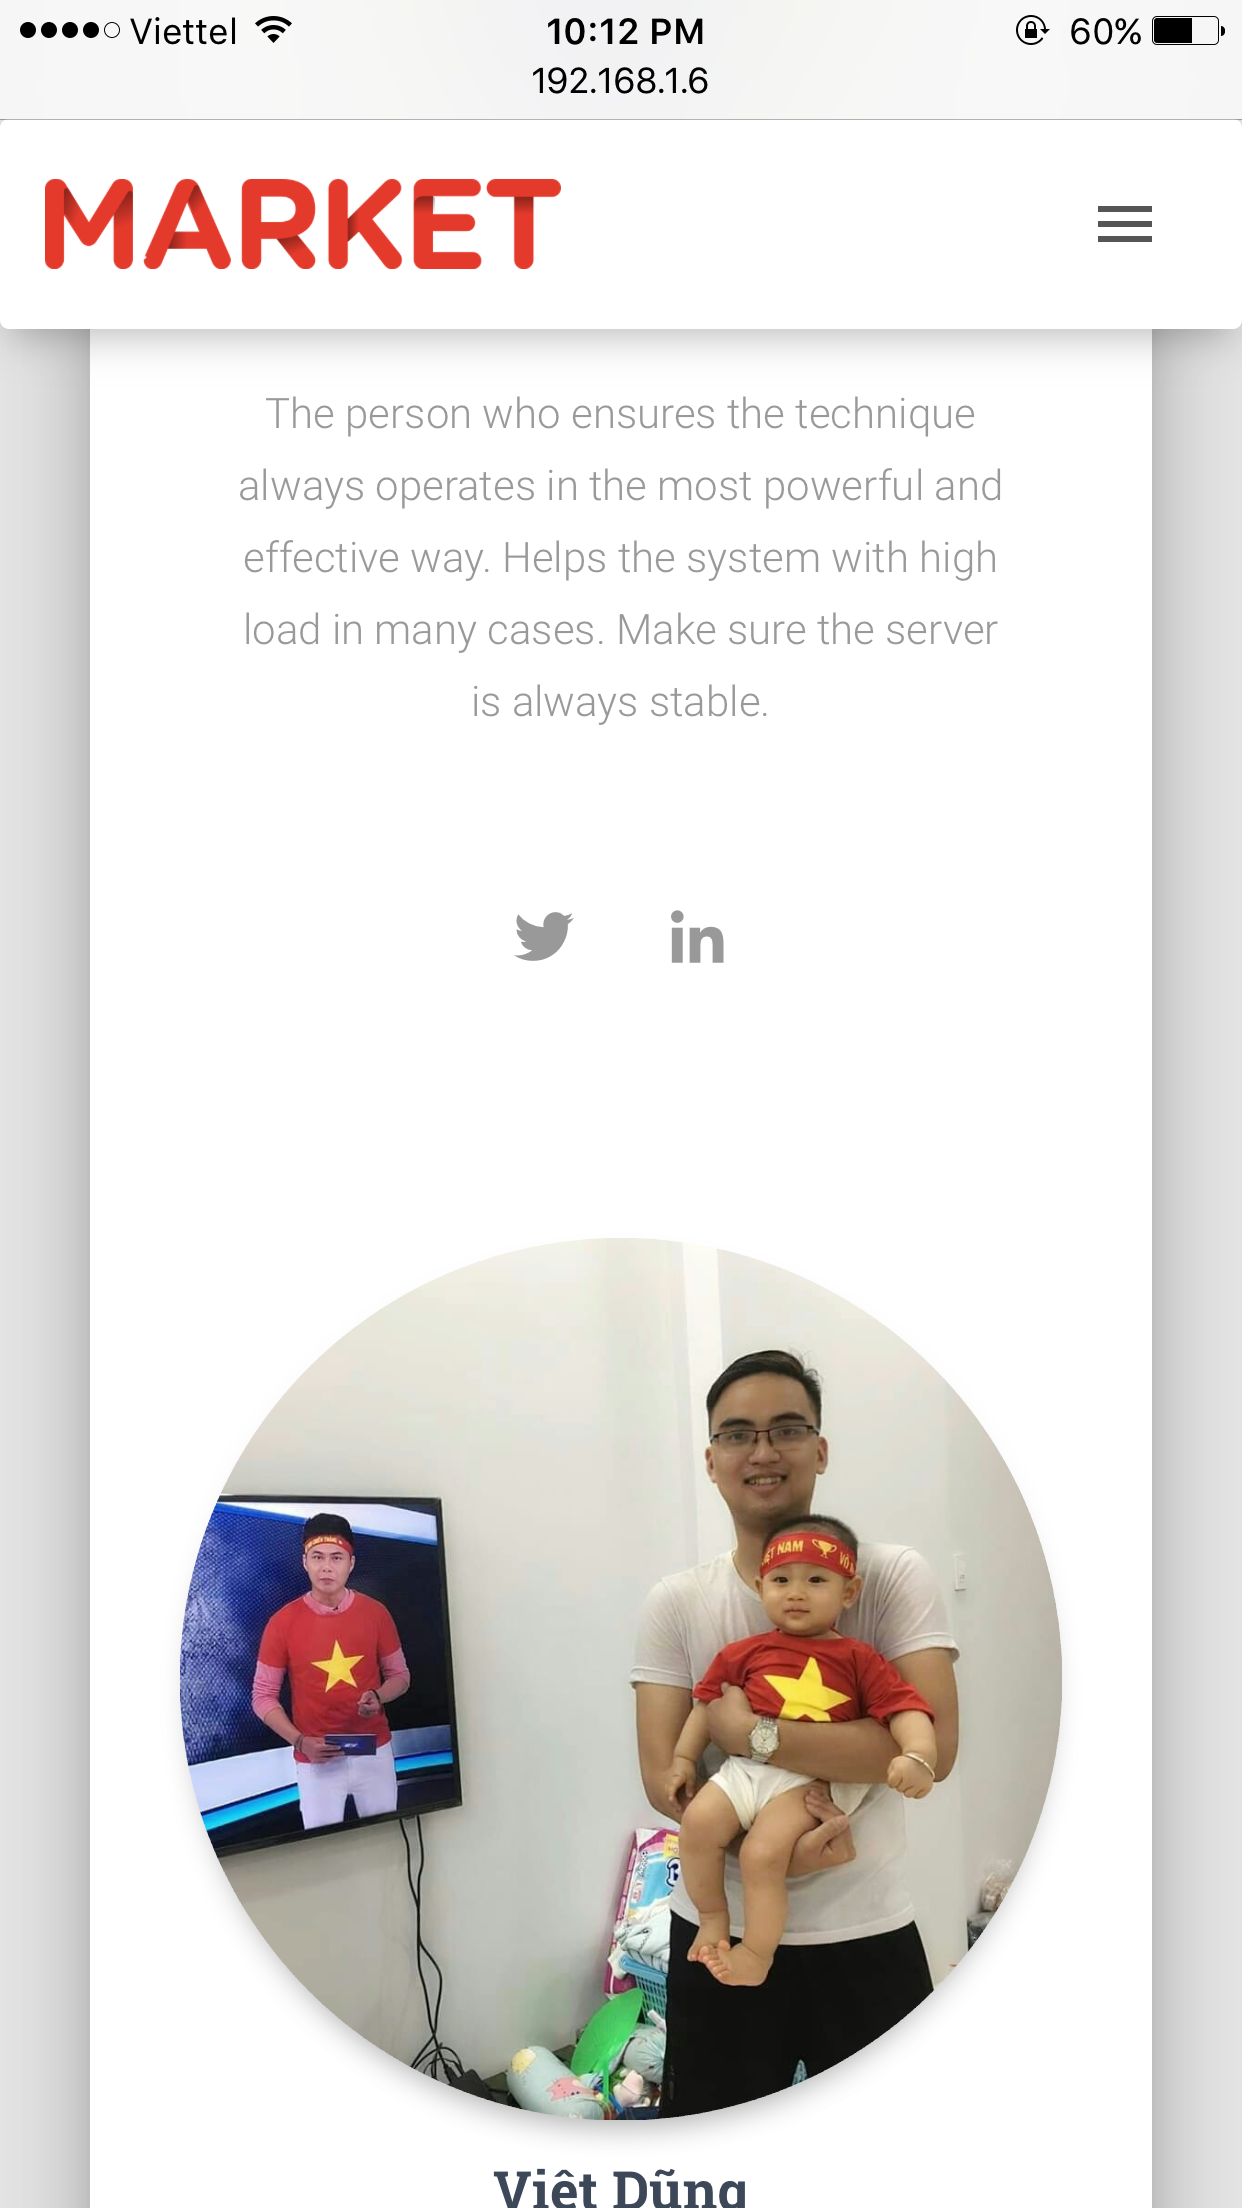 Viettel 10:12 PM 60%
192.168.1.6
MARKET
The person who ensures the technique
always operates in the most powerful and
effective way. Helps the system with high
load in many cases. Make sure the server
is always stable.
in
NAM VÔ
Việt Dũng